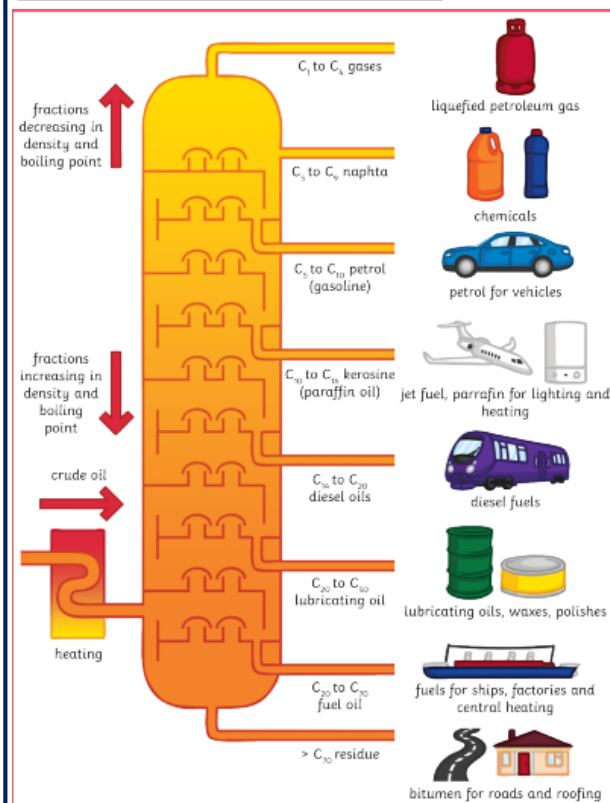 C₁ to C₄ gases
liquefied petroleum gas
fractions
decreasing in
density and
boiling point
C₅ to C₉ naphta
chemicals
C₅ to C₁₀ petrol
(gasoline)
petrol for vehicles
C₁₀ to C₁₆ kerosine
(paraffin oil)
jet fuel, parrafin for lighting and
heating
fractions
increasing in
density and
boiling
point
C₁₄ to C₂₀
diesel oils
diesel fuels
crude oil
C₂₀ to C₅₀
lubricating oil
lubricating oils, waxes, polishes
heating
C₂₀ to C₇₀
fuel oil
fuels for ships, factories and
central heating
> C₇₀ residue
bitumen for roads and roofing